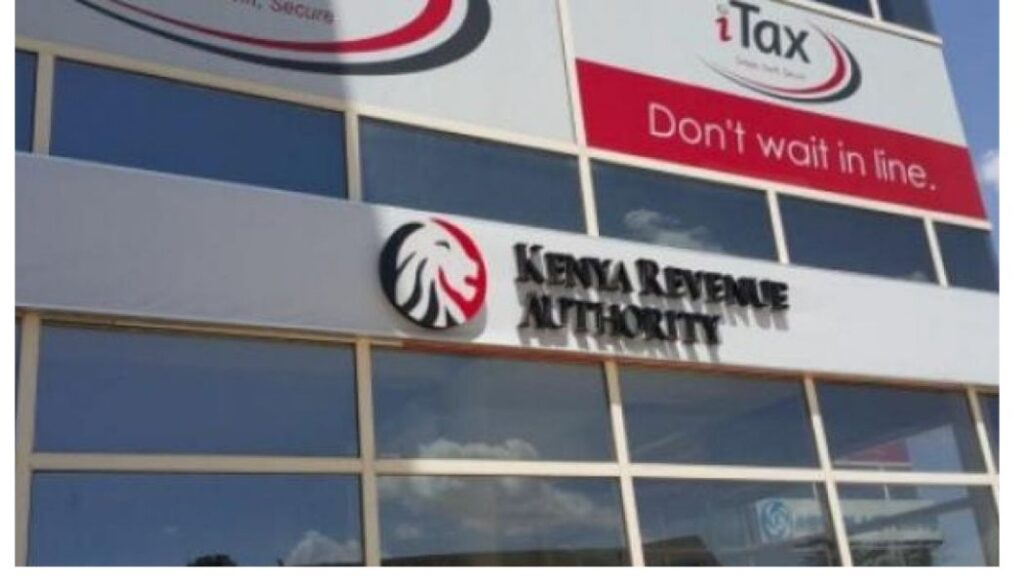 Secure
iTax
Don't wait in line.
KENYA REVENUE
AUTHORITY